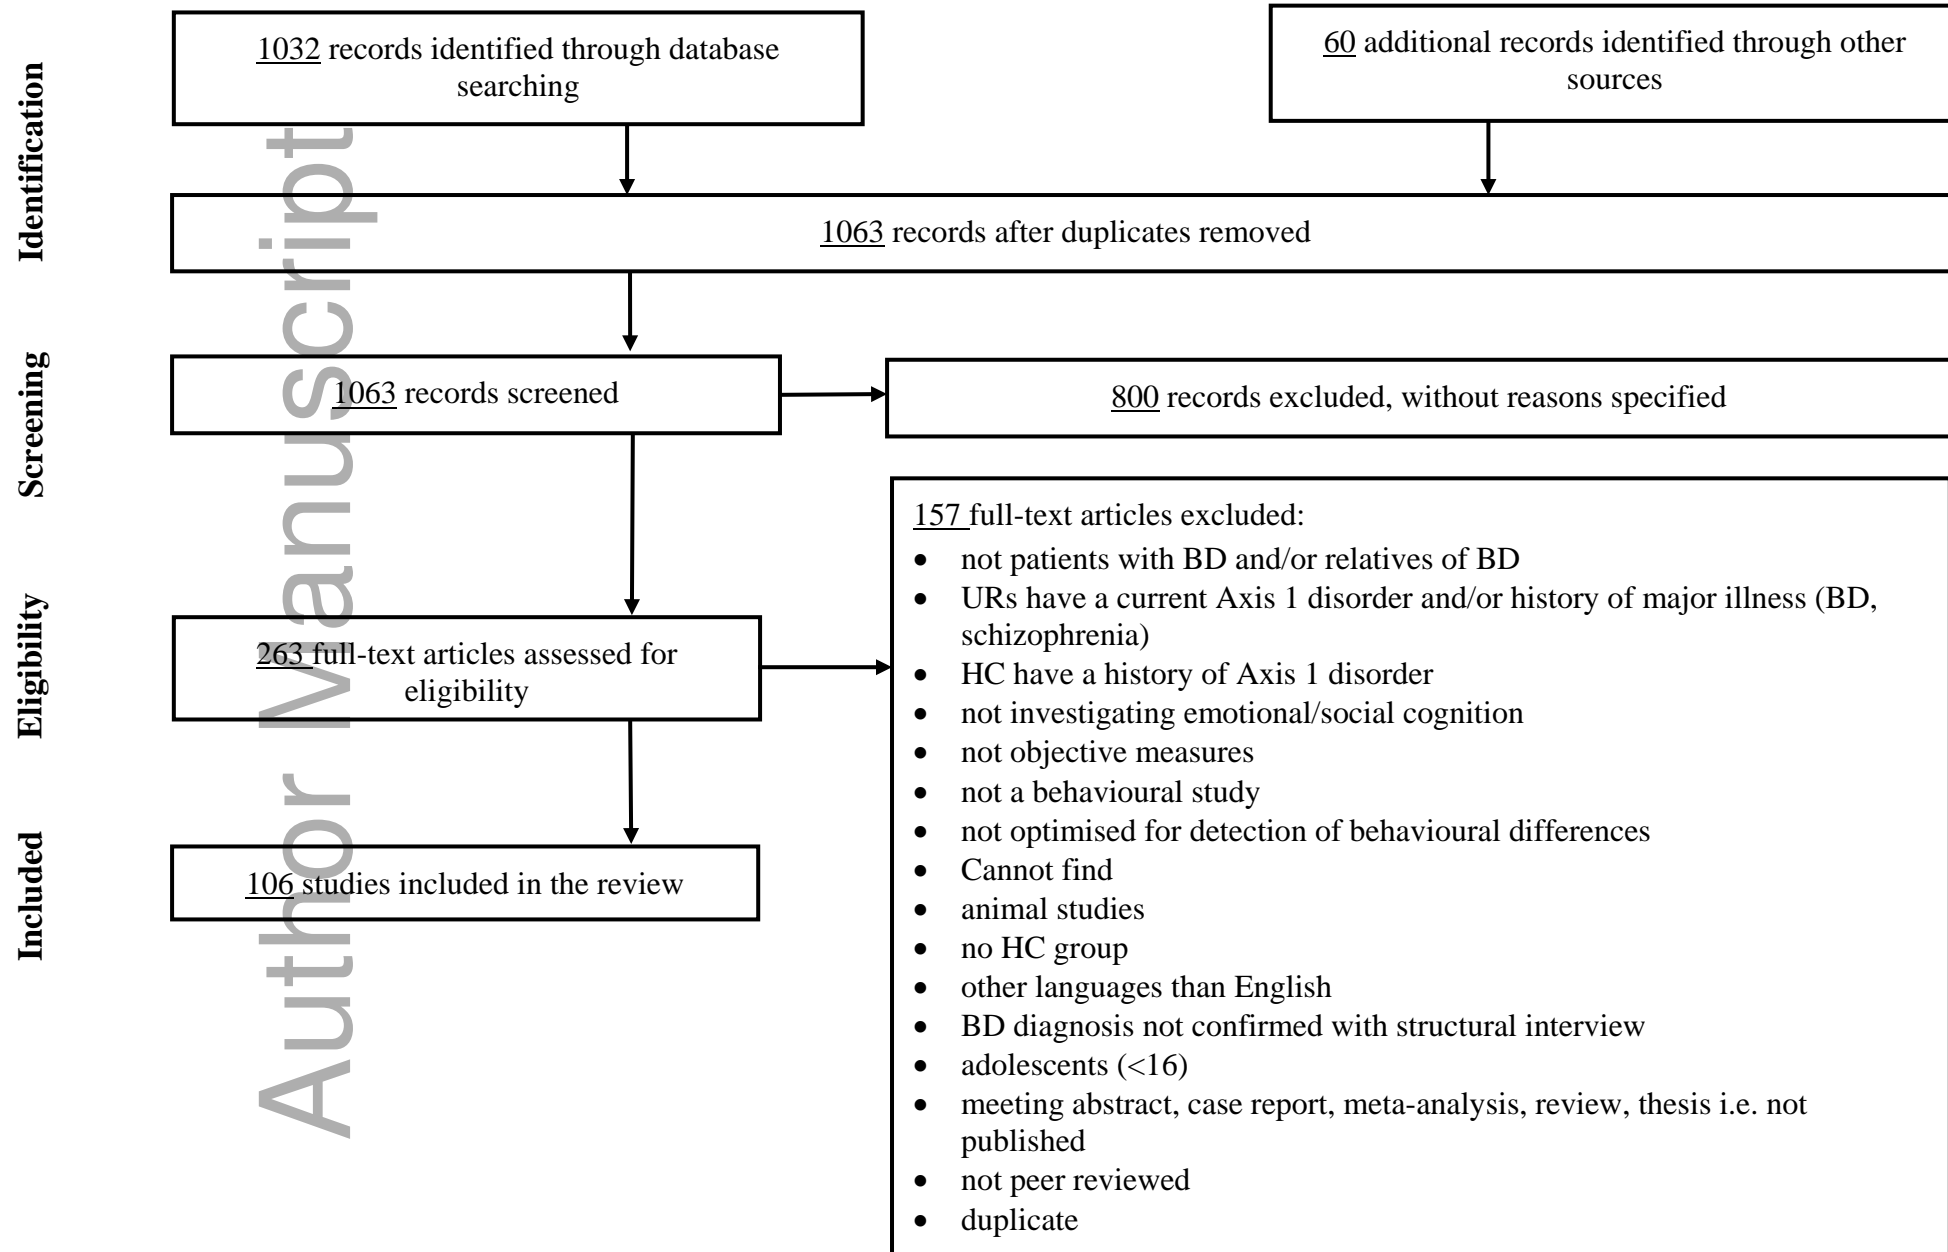 Identification
1032 records identified through database
searching
60 additional records identified through other
sources
1063 records after duplicates removed
Screening
1063 records screened
800 records excluded, without reasons specified
Eligibility
263 full-text articles assessed for
eligibility
157 full-text articles excluded:
• not patients with BD and/or relatives of BD
• URs have a current Axis 1 disorder and/or history of major illness (BD,
schizophrenia)
• HC have a history of Axis 1 disorder
• not investigating emotional/social cognition
• not objective measures
• not a behavioural study
• not optimised for detection of behavioural differences
• Cannot find
• animal studies
• no HC group
• other languages than English
• BD diagnosis not confirmed with structural interview
• adolescents (<16)
• meeting abstract, case report, meta-analysis, review, thesis i.e. not
published
• not peer reviewed
• duplicate
Included
106 studies included in the review
Author Manuscript